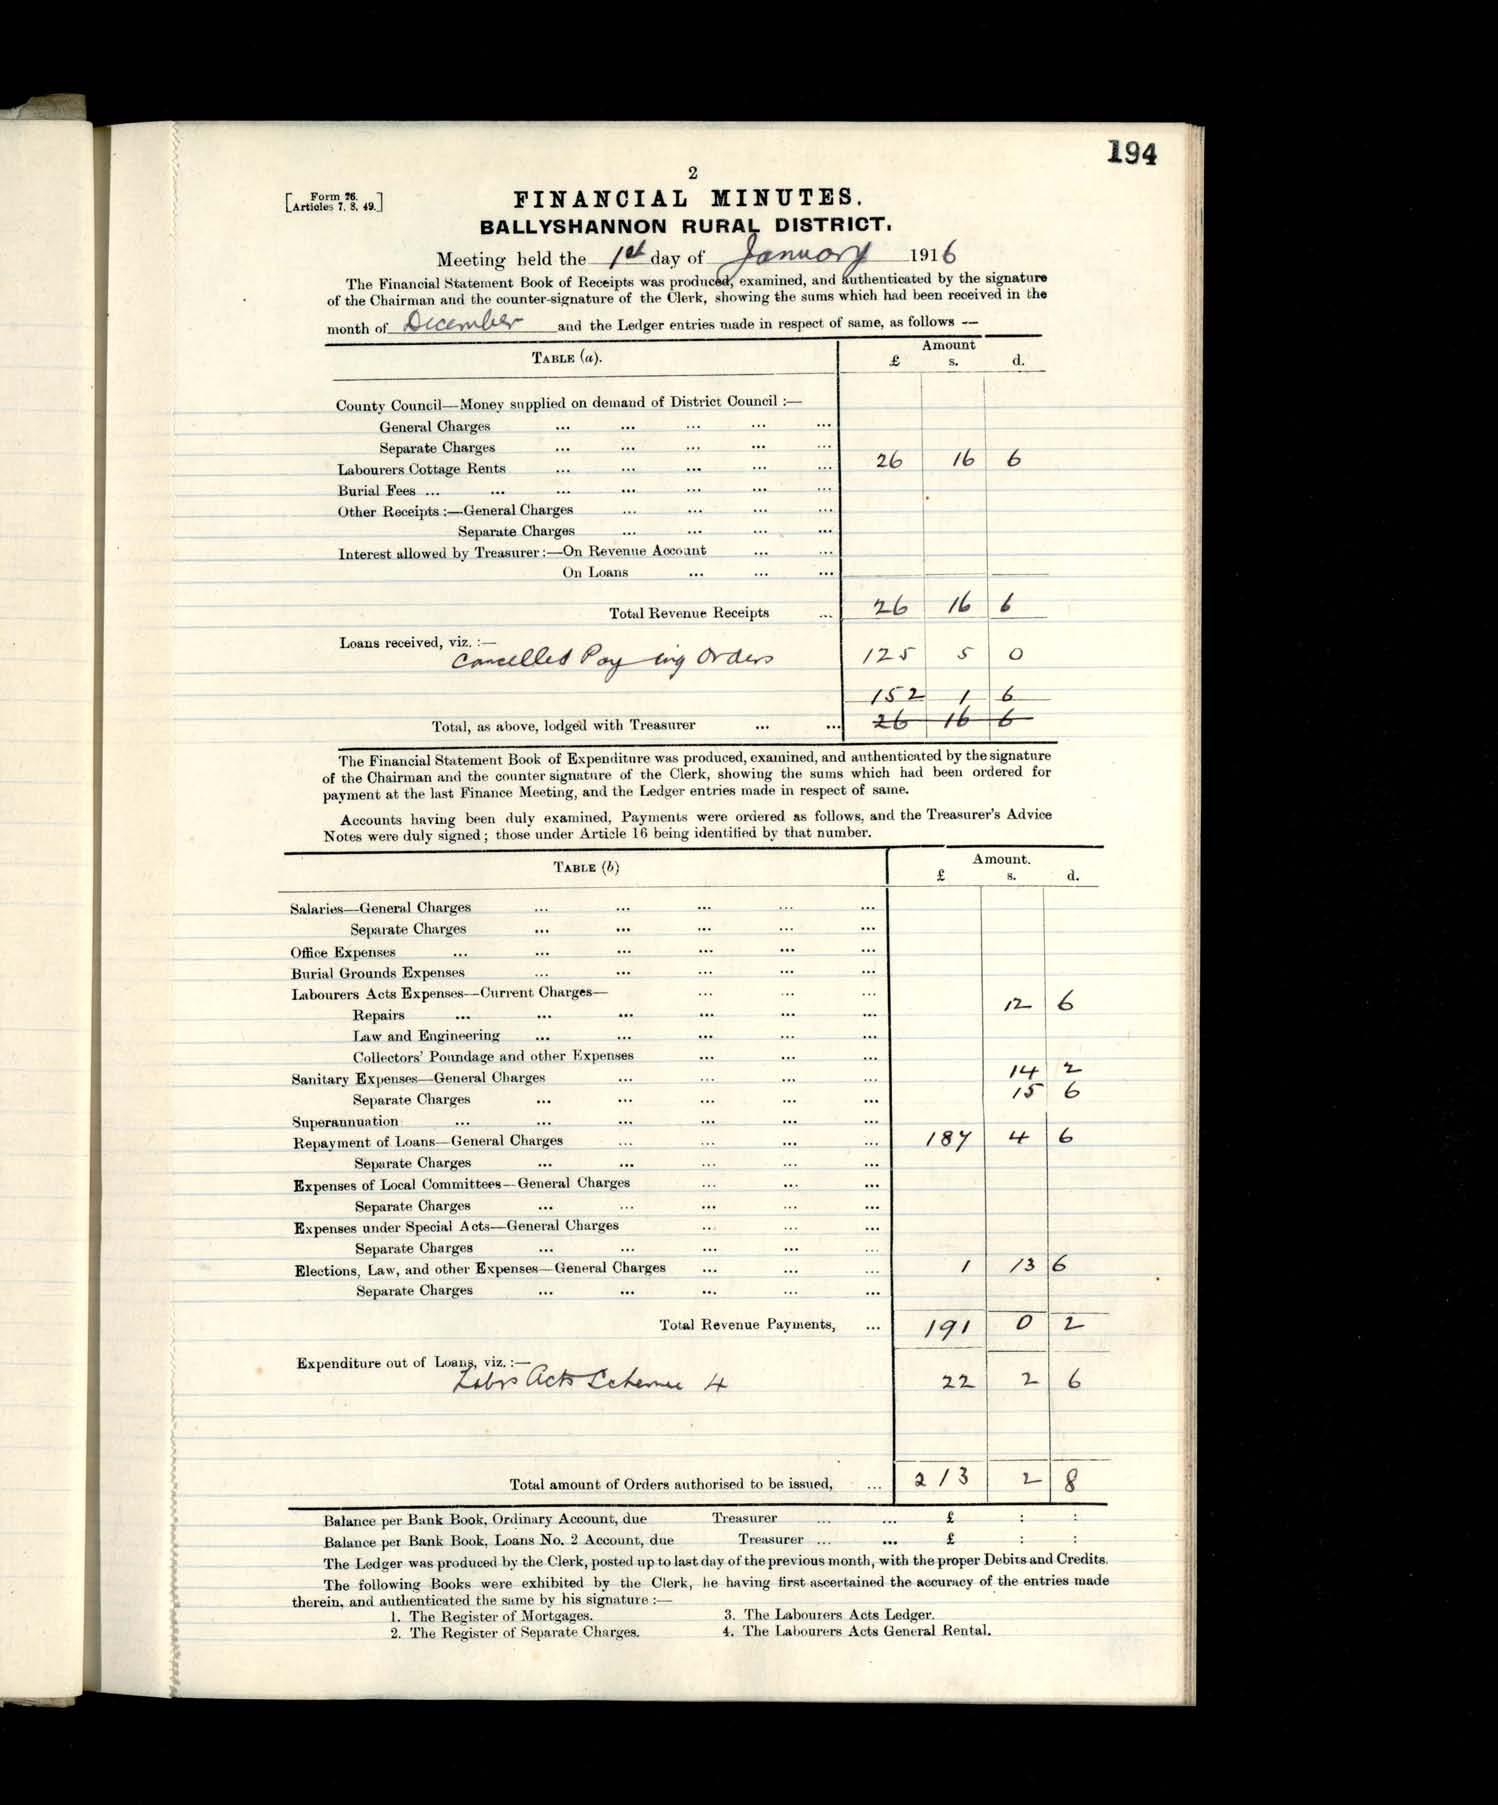 194
2
[Form 26.
Articles 7. 8. 49.]
FINANCIAL MINUTES.
BALLYSHANNON RURAL DISTRICT.
Meeting held the 1st day of January 1916
The Financial Statement Book of Receipts was produced, examined, and authenticated by the signature
of the Chairman and the counter-signature of the Clerk, showing the sums which had been received in the
month of December and the Ledger entries made in respect of same, as follows —
TABLE (a). Amount
£ s. d.
County Council—Money supplied on demand of District Council :—
General Charges ... ... ... ... ...
Separate Charges ... ... ... ... ...
Labourers Cottage Rents ... ... ... ... ... 26 16 6
Burial Fees ... ... ... ... ... ... ...
Other Receipts :—General Charges ... ... ... ...
Separate Charges ... ... ... ...
Interest allowed by Treasurer :—On Revenue Account ... ...
On Loans ... ... ...
Total Revenue Receipts ... 26 16 6
Loans received, viz. :—
Cancelled Paying Orders 125 5 0
152 1 6
Total, as above, lodged with Treasurer ... ... 26 16 6
The Financial Statement Book of Expenditure was produced, examined, and authenticated by the signature
of the Chairman and the counter signature of the Clerk, showing the sums which had been ordered for
payment at the last Finance Meeting, and the Ledger entries made in respect of same.
Accounts having been duly examined, Payments were ordered as follows, and the Treasurer's Advice
Notes were duly signed ; those under Article 16 being identified by that number.
TABLE (b) Amount.
£ s. d.
Salaries—General Charges ... ... ... ... ...
Separate Charges ... ... ... ... ...
Office Expenses ... ... ... ... ... ...
Burial Grounds Expenses ... ... ... ... ...
Labourers Acts Expenses—Current Charges— ... ... ...
Repairs ... ... ... ... ... ... 12 6
Law and Engineering ... ... ... ... ...
Collectors' Poundage and other Expenses ... ... ...
Sanitary Expenses—General Charges ... ... ... ... 14 2
Separate Charges ... ... ... ... ... 15 6
Superannuation ... ... ... ... ... ...
Repayment of Loans—General Charges ... ... ... ... 187 4 6
Separate Charges ... ... ... ... ...
Expenses of Local Committees—General Charges ... ... ...
Separate Charges ... ... ... ... ...
Expenses under Special Acts—General Charges ... ... ...
Separate Charges ... ... ... ... ...
Elections, Law, and other Expenses—General Charges ... ... ... 1 13 6
Separate Charges ... ... ... ... ...
Total Revenue Payments, ... 191 0 2
Expenditure out of Loans, viz. :—
Labrs Acts Scheme 4 22 2 6
Total amount of Orders authorised to be issued, ... 213 2 8
Balance per Bank Book, Ordinary Account, due Treasurer ... ... £ : :
Balance per Bank Book, Loans No. 2 Account, due Treasurer ... ... £ : :
The Ledger was produced by the Clerk, posted up to last day of the previous month, with the proper Debits and Credits.
The following Books were exhibited by the Clerk, he having first ascertained the accuracy of the entries made
therein, and authenticated the same by his signature :—
1. The Register of Mortgages. 3. The Labourers Acts Ledger.
2. The Register of Separate Charges. 4. The Labourers Acts General Rental.